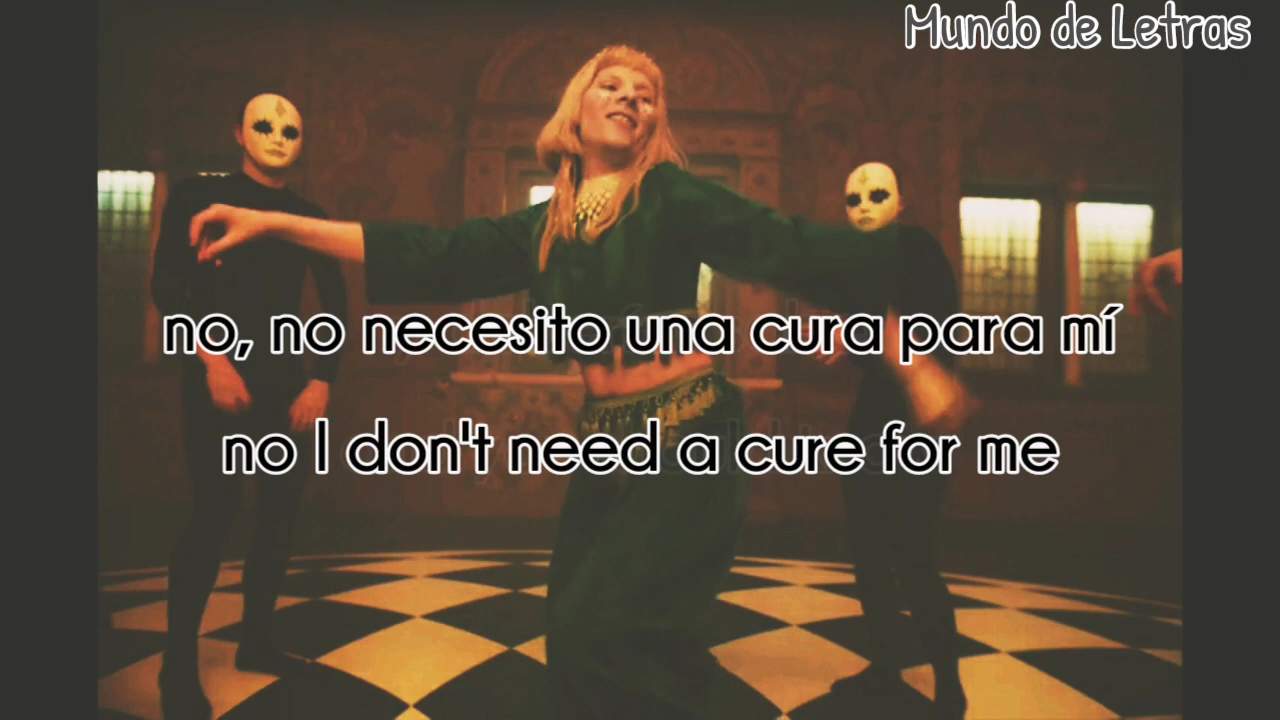 Mundo de Letras
no, no necesito una cura para mí
no I don't need a cure for me